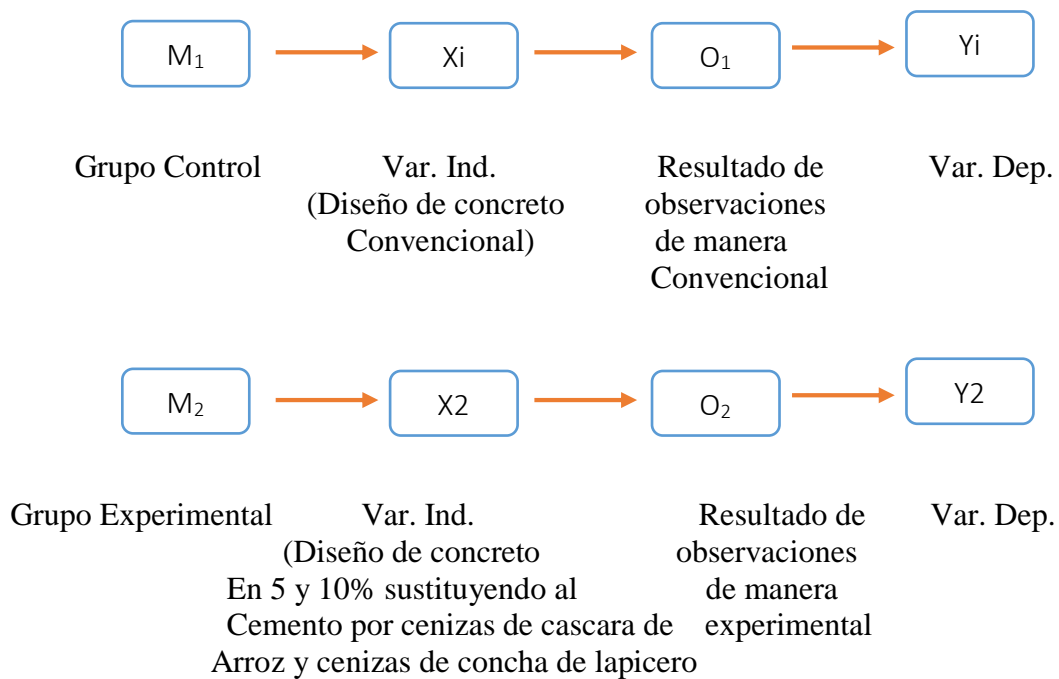 M₁ Xi O₁ Yi
Grupo Control Var. Ind. Resultado de Var. Dep.
(Diseño de concreto observaciones
Convencional) de manera
Convencional
M₂ X2 O₂ Y2
Grupo Experimental Var. Ind. Resultado de Var. Dep.
(Diseño de concreto observaciones
En 5 y 10% sustituyendo al de manera
Cemento por cenizas de cascara de experimental
Arroz y cenizas de concha de lapicero